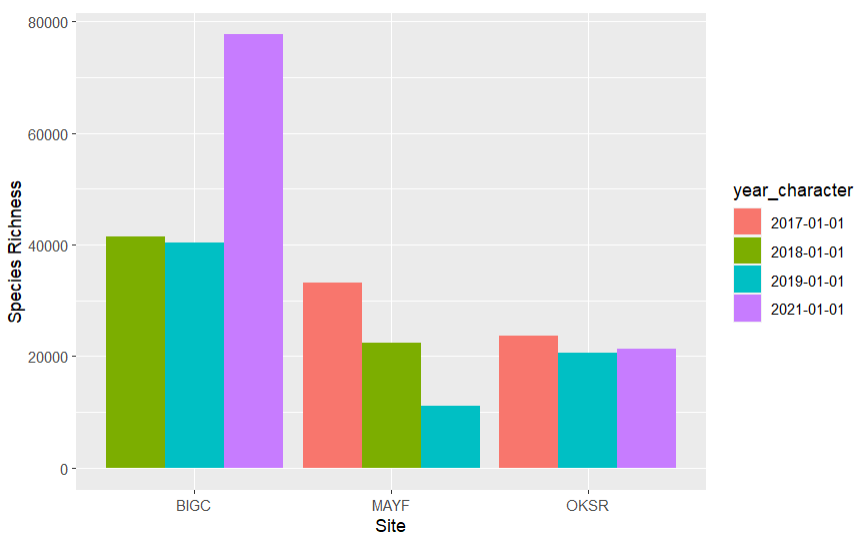 80000
60000
40000
20000
0
Species Richness
BIGC
MAYF
OKSR
Site
year_character
2017-01-01
2018-01-01
2019-01-01
2021-01-01